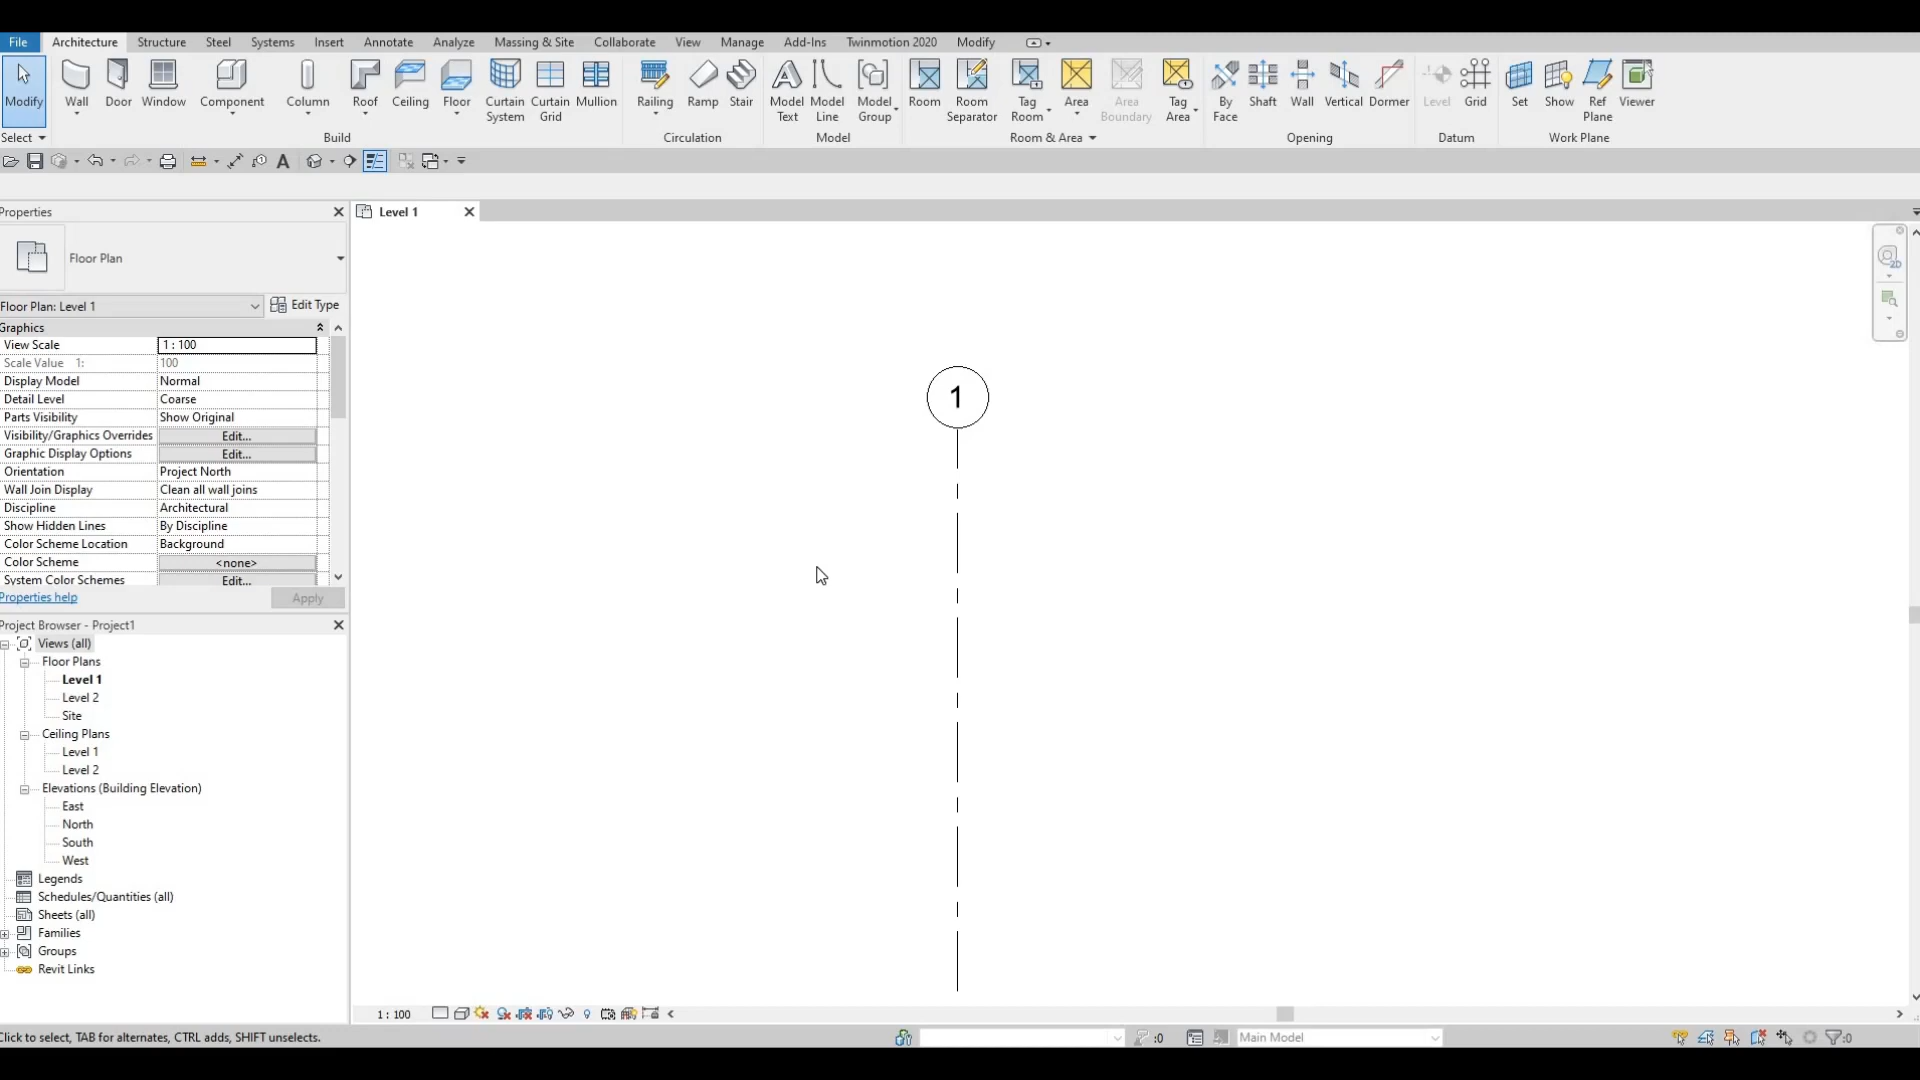 File Architecture Structure Steel Systems Insert Annotate Analyze Massing & Site Collaborate View Manage Add-Ins Twinmotion 2020 Modify
Modify Wall Door Window Component Column Roof Ceiling Floor Curtain System Curtain Grid Mullion Railing Ramp Stair Model Text Model Line Model Group Room Room Separator Tag Room Area Area Boundary Tag Area By Face Shaft Wall Vertical Dormer Level Grid Set Show Ref Plane Viewer
Select Build Circulation Model Room & Area Opening Datum Work Plane
A
Properties
Level 1
Floor Plan
2D
Floor Plan: Level 1 Edit Type
Graphics
View Scale 1 : 100
Scale Value 1: 100
Display Model Normal
Detail Level Coarse
Parts Visibility Show Original
Visibility/Graphics Overrides Edit...
Graphic Display Options Edit...
Orientation Project North
Wall Join Display Clean all wall joins
Discipline Architectural
Show Hidden Lines By Discipline
Color Scheme Location Background
Color Scheme <none>
System Color Schemes Edit...
Properties help Apply
1
Project Browser - Project1
Views (all)
Floor Plans
Level 1
Level 2
Site
Ceiling Plans
Level 1
Level 2
Elevations (Building Elevation)
East
North
South
West
Legends
Schedules/Quantities (all)
Sheets (all)
Families
Groups
Revit Links
1 : 100
Click to select, TAB for alternates, CTRL adds, SHIFT unselects. :0 Main Model :0